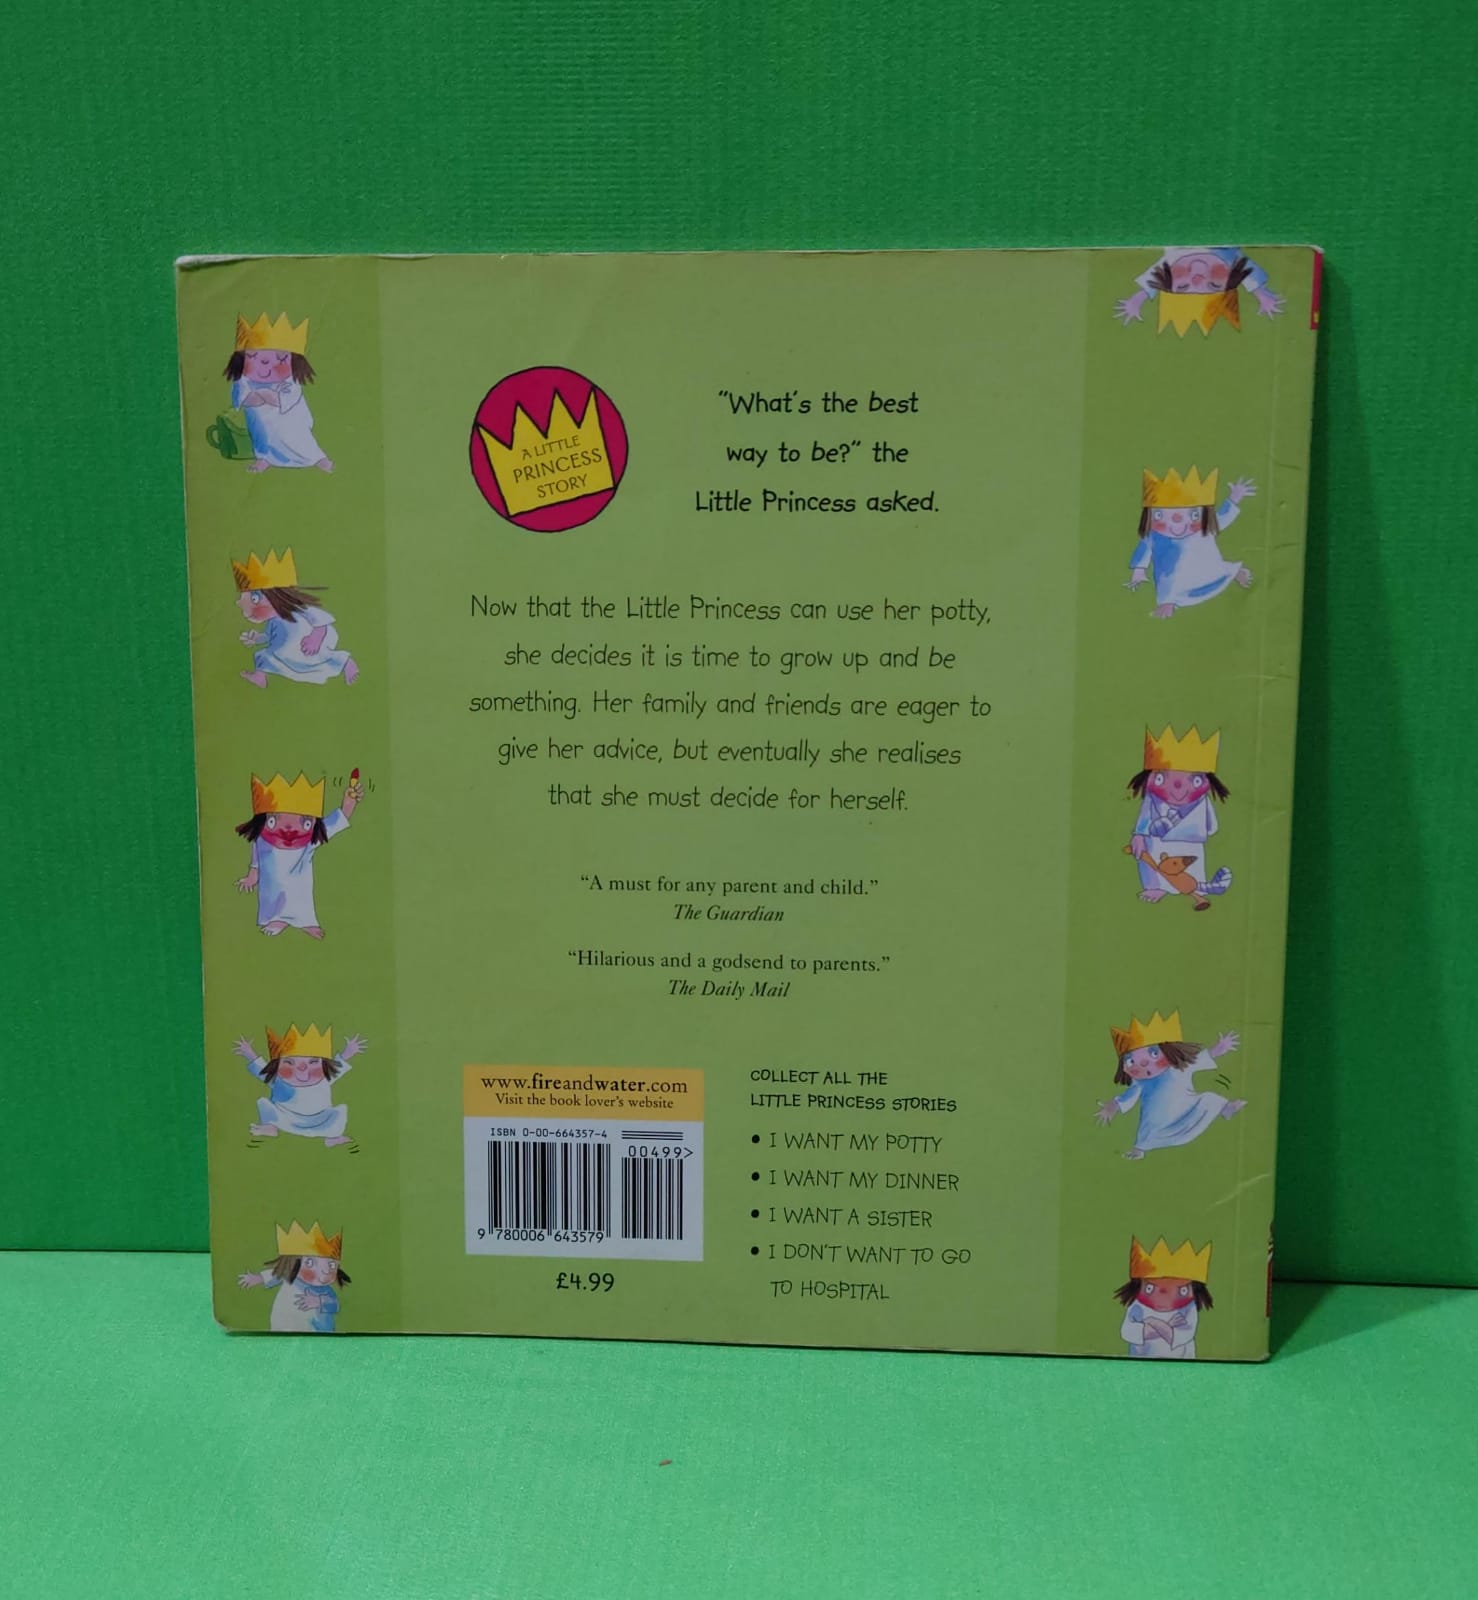 A LITTLE
PRINCESS
STORY
“What's the best
way to be?” the
Little Princess asked.
Now that the Little Princess can use her potty,
she decides it is time to grow up and be
something. Her family and friends are eager to
give her advice, but eventually she realises
that she must decide for herself.
“A must for any parent and child.”
The Guardian
“Hilarious and a godsend to parents.”
The Daily Mail
www.fireandwater.com
Visit the book lover's website
ISBN 0-00-664357-4
00499>
9 780006 643579
£4.99
COLLECT ALL THE
LITTLE PRINCESS STORIES
• I WANT MY POTTY
• I WANT MY DINNER
• I WANT A SISTER
• I DON'T WANT TO GO
TO HOSPITAL